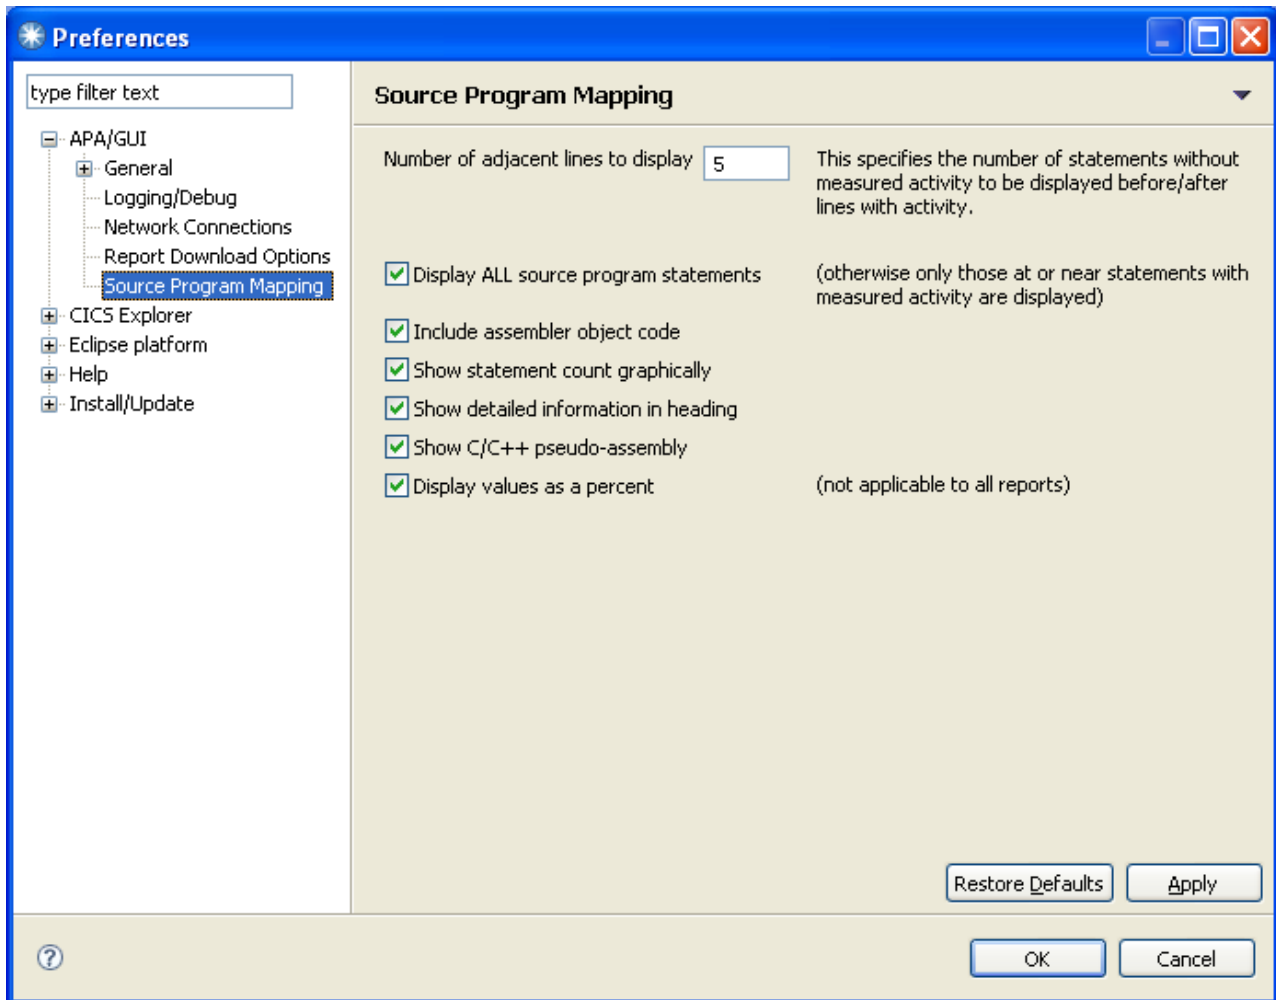 Preferences
type filter text
APA/GUI
General
Logging/Debug
Network Connections
Report Download Options
Source Program Mapping
CICS Explorer
Eclipse platform
Help
Install/Update
Source Program Mapping
Number of adjacent lines to display 5
This specifies the number of statements without
measured activity to be displayed before/after
lines with activity.
Display ALL source program statements
(otherwise only those at or near statements with
measured activity are displayed)
Include assembler object code
Show statement count graphically
Show detailed information in heading
Show C/C++ pseudo-assembly
Display values as a percent
(not applicable to all reports)
Restore Defaults
Apply
?
OK
Cancel